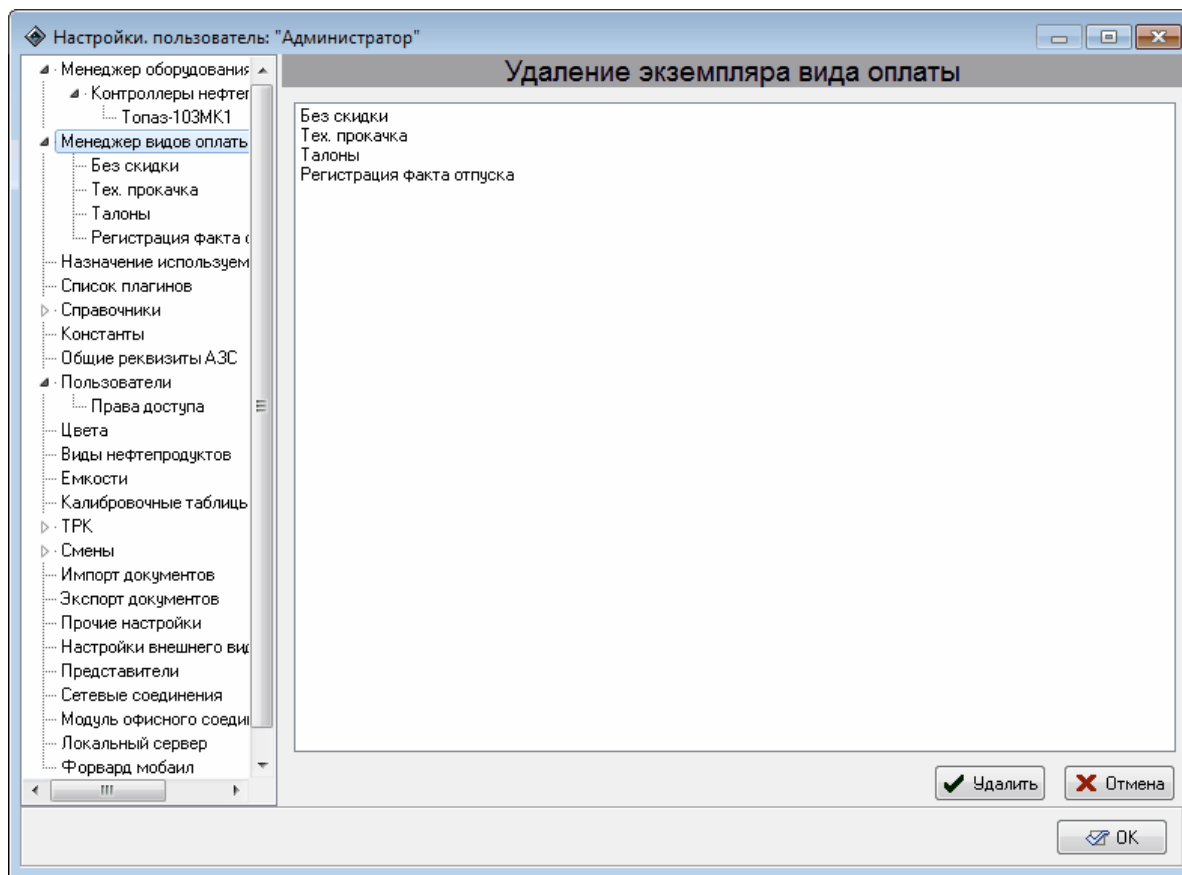 Настройки. пользователь: "Администратор"
Менеджер оборудования
Контроллеры нефтег
Топаз-103МК1
Менеджер видов оплать
Без скидки
Тех. прокачка
Талоны
Регистрация факта о
Назначение используем
Список плагинов
Справочники
Константы
Общие реквизиты АЗС
Пользователи
Права доступа
Цвета
Виды нефтепродуктов
Емкости
Калибровочные таблиць
ТРК
Смены
Импорт документов
Экспорт документов
Прочие настройки
Настройки внешнего вид
Представители
Сетевые соединения
Модуль офисного соедин
Локальный сервер
Форвард мобаил
Удаление экземпляра вида оплаты
Без скидки
Тех. прокачка
Талоны
Регистрация факта отпуска
Удалить
Отмена
OK